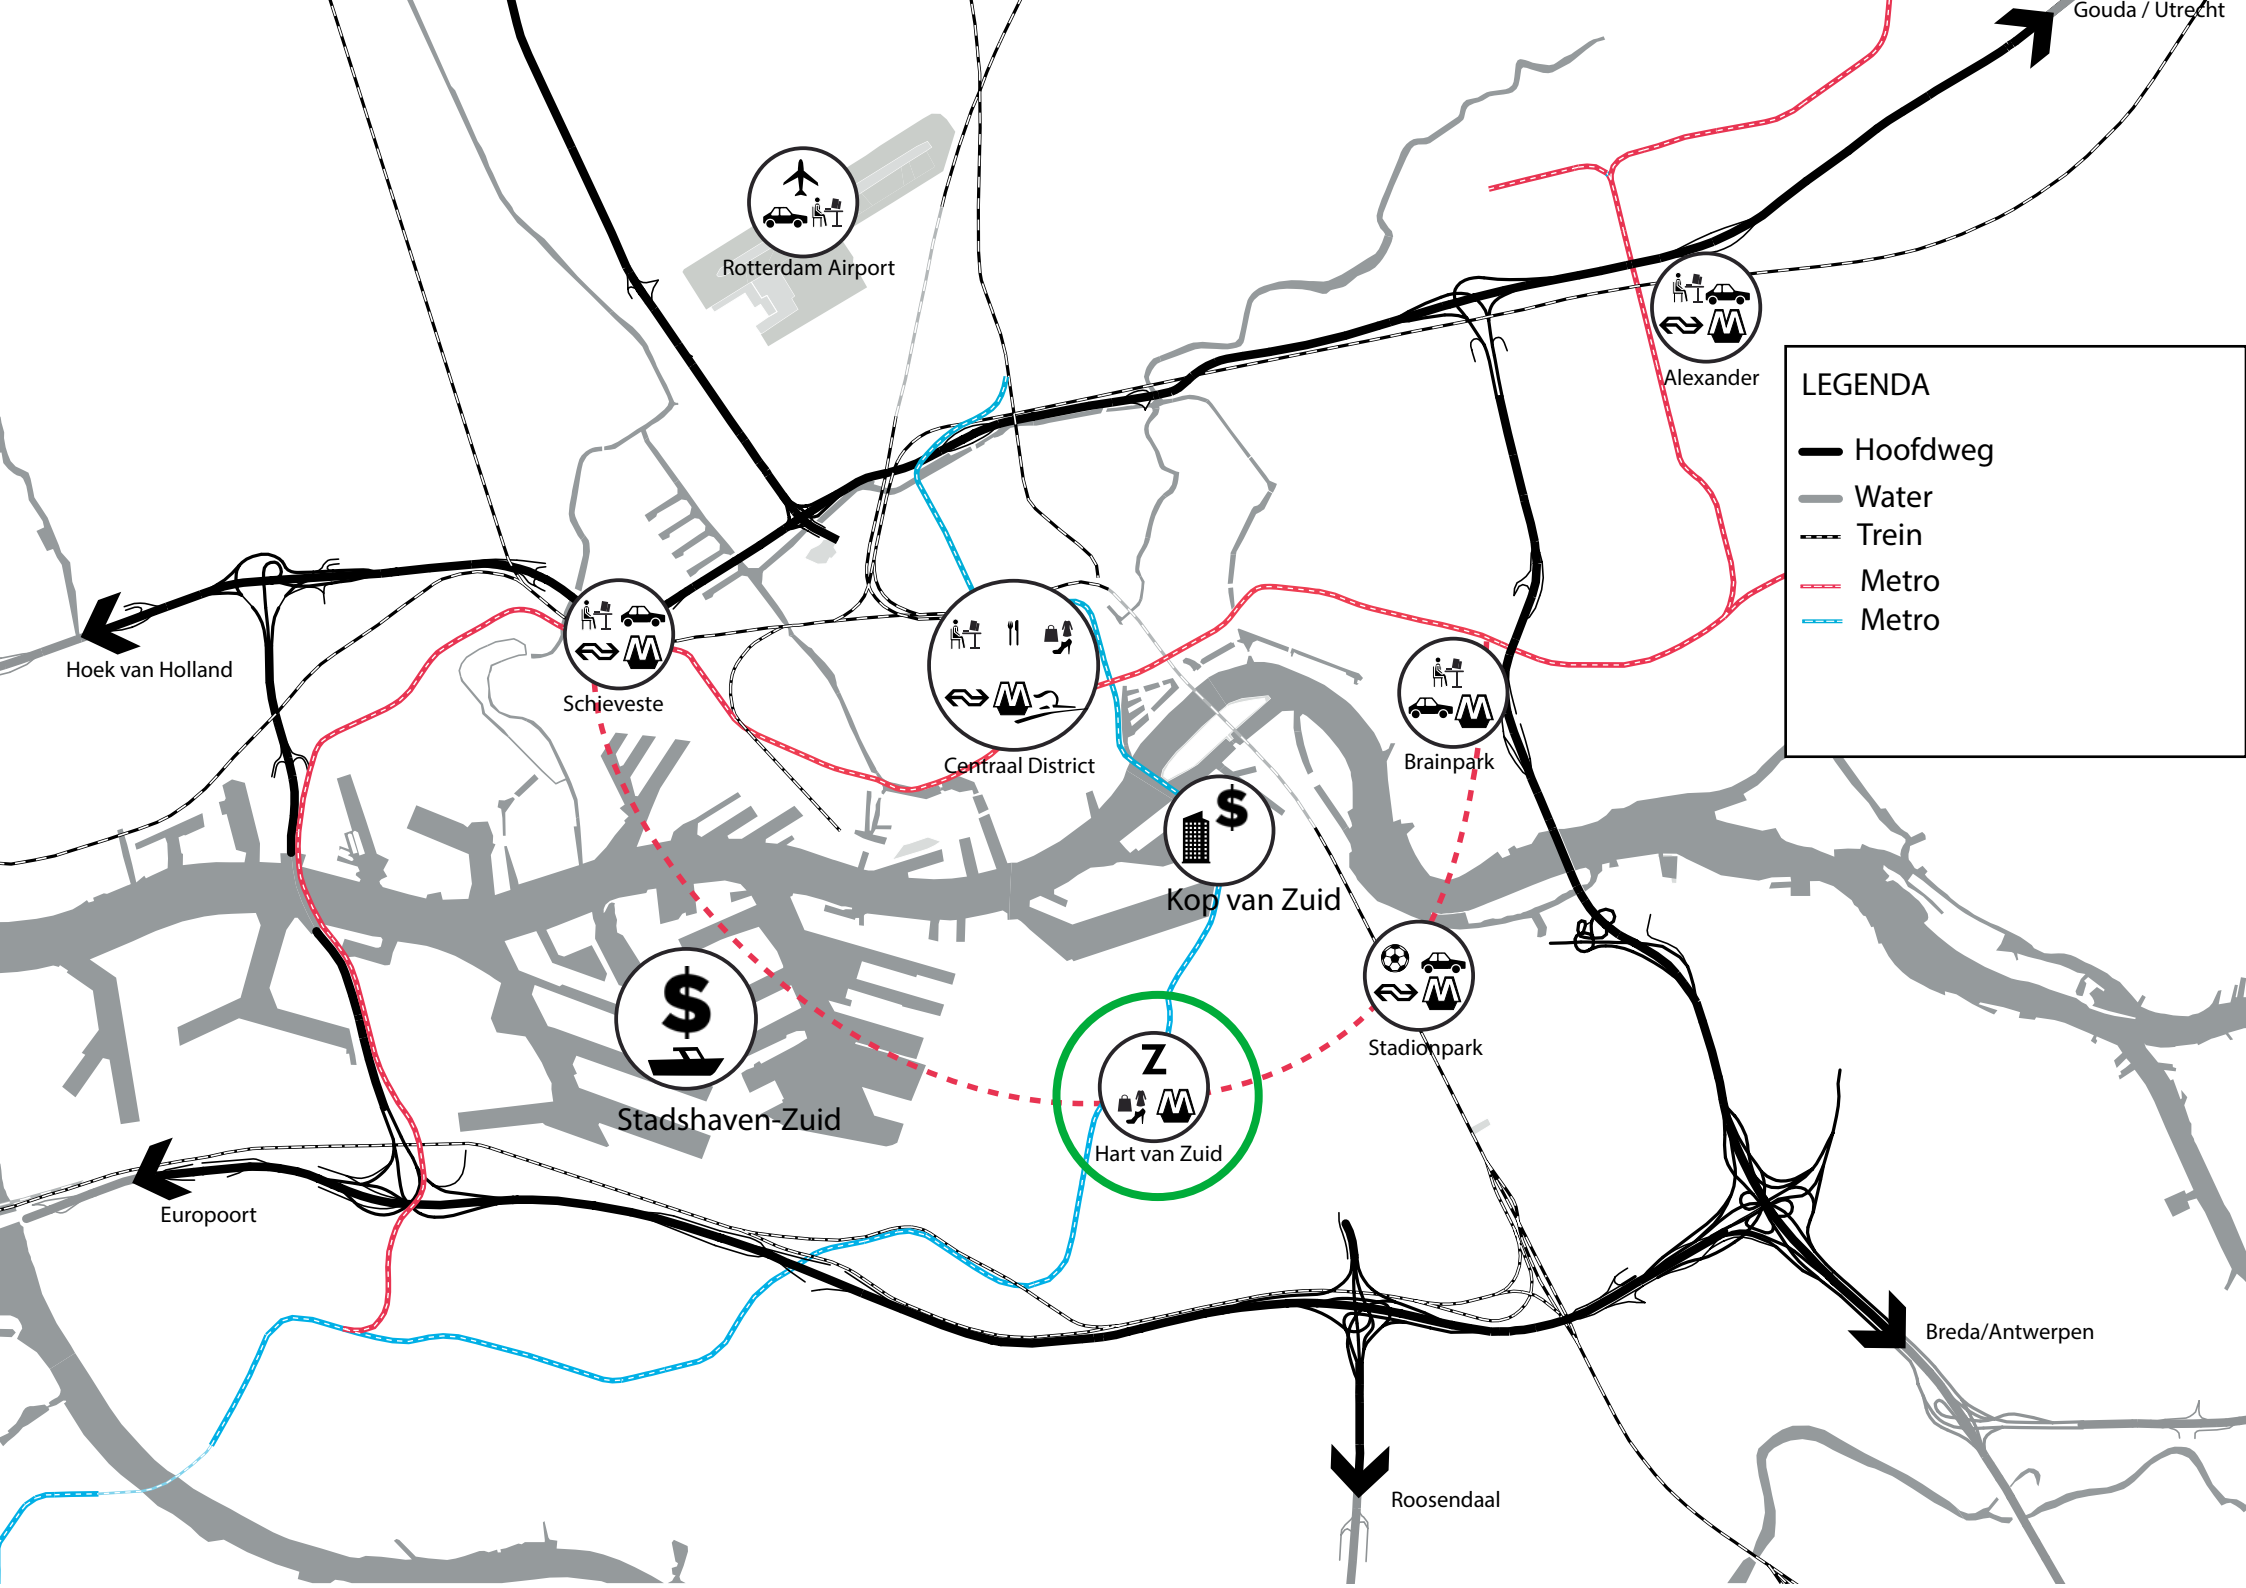 Gouda / Utrecht
Rotterdam Airport
Alexander
LEGENDA
Hoofdweg
Water
Trein
Metro
Metro
Hoek van Holland
Schieveste
M
M
M
Centraal District
M
Brainpark
$
Kop van Zuid
$
Stadshaven-Zuid
M
Stadionpark
Z
M
Hart van Zuid
Europoort
Breda/Antwerpen
Roosendaal